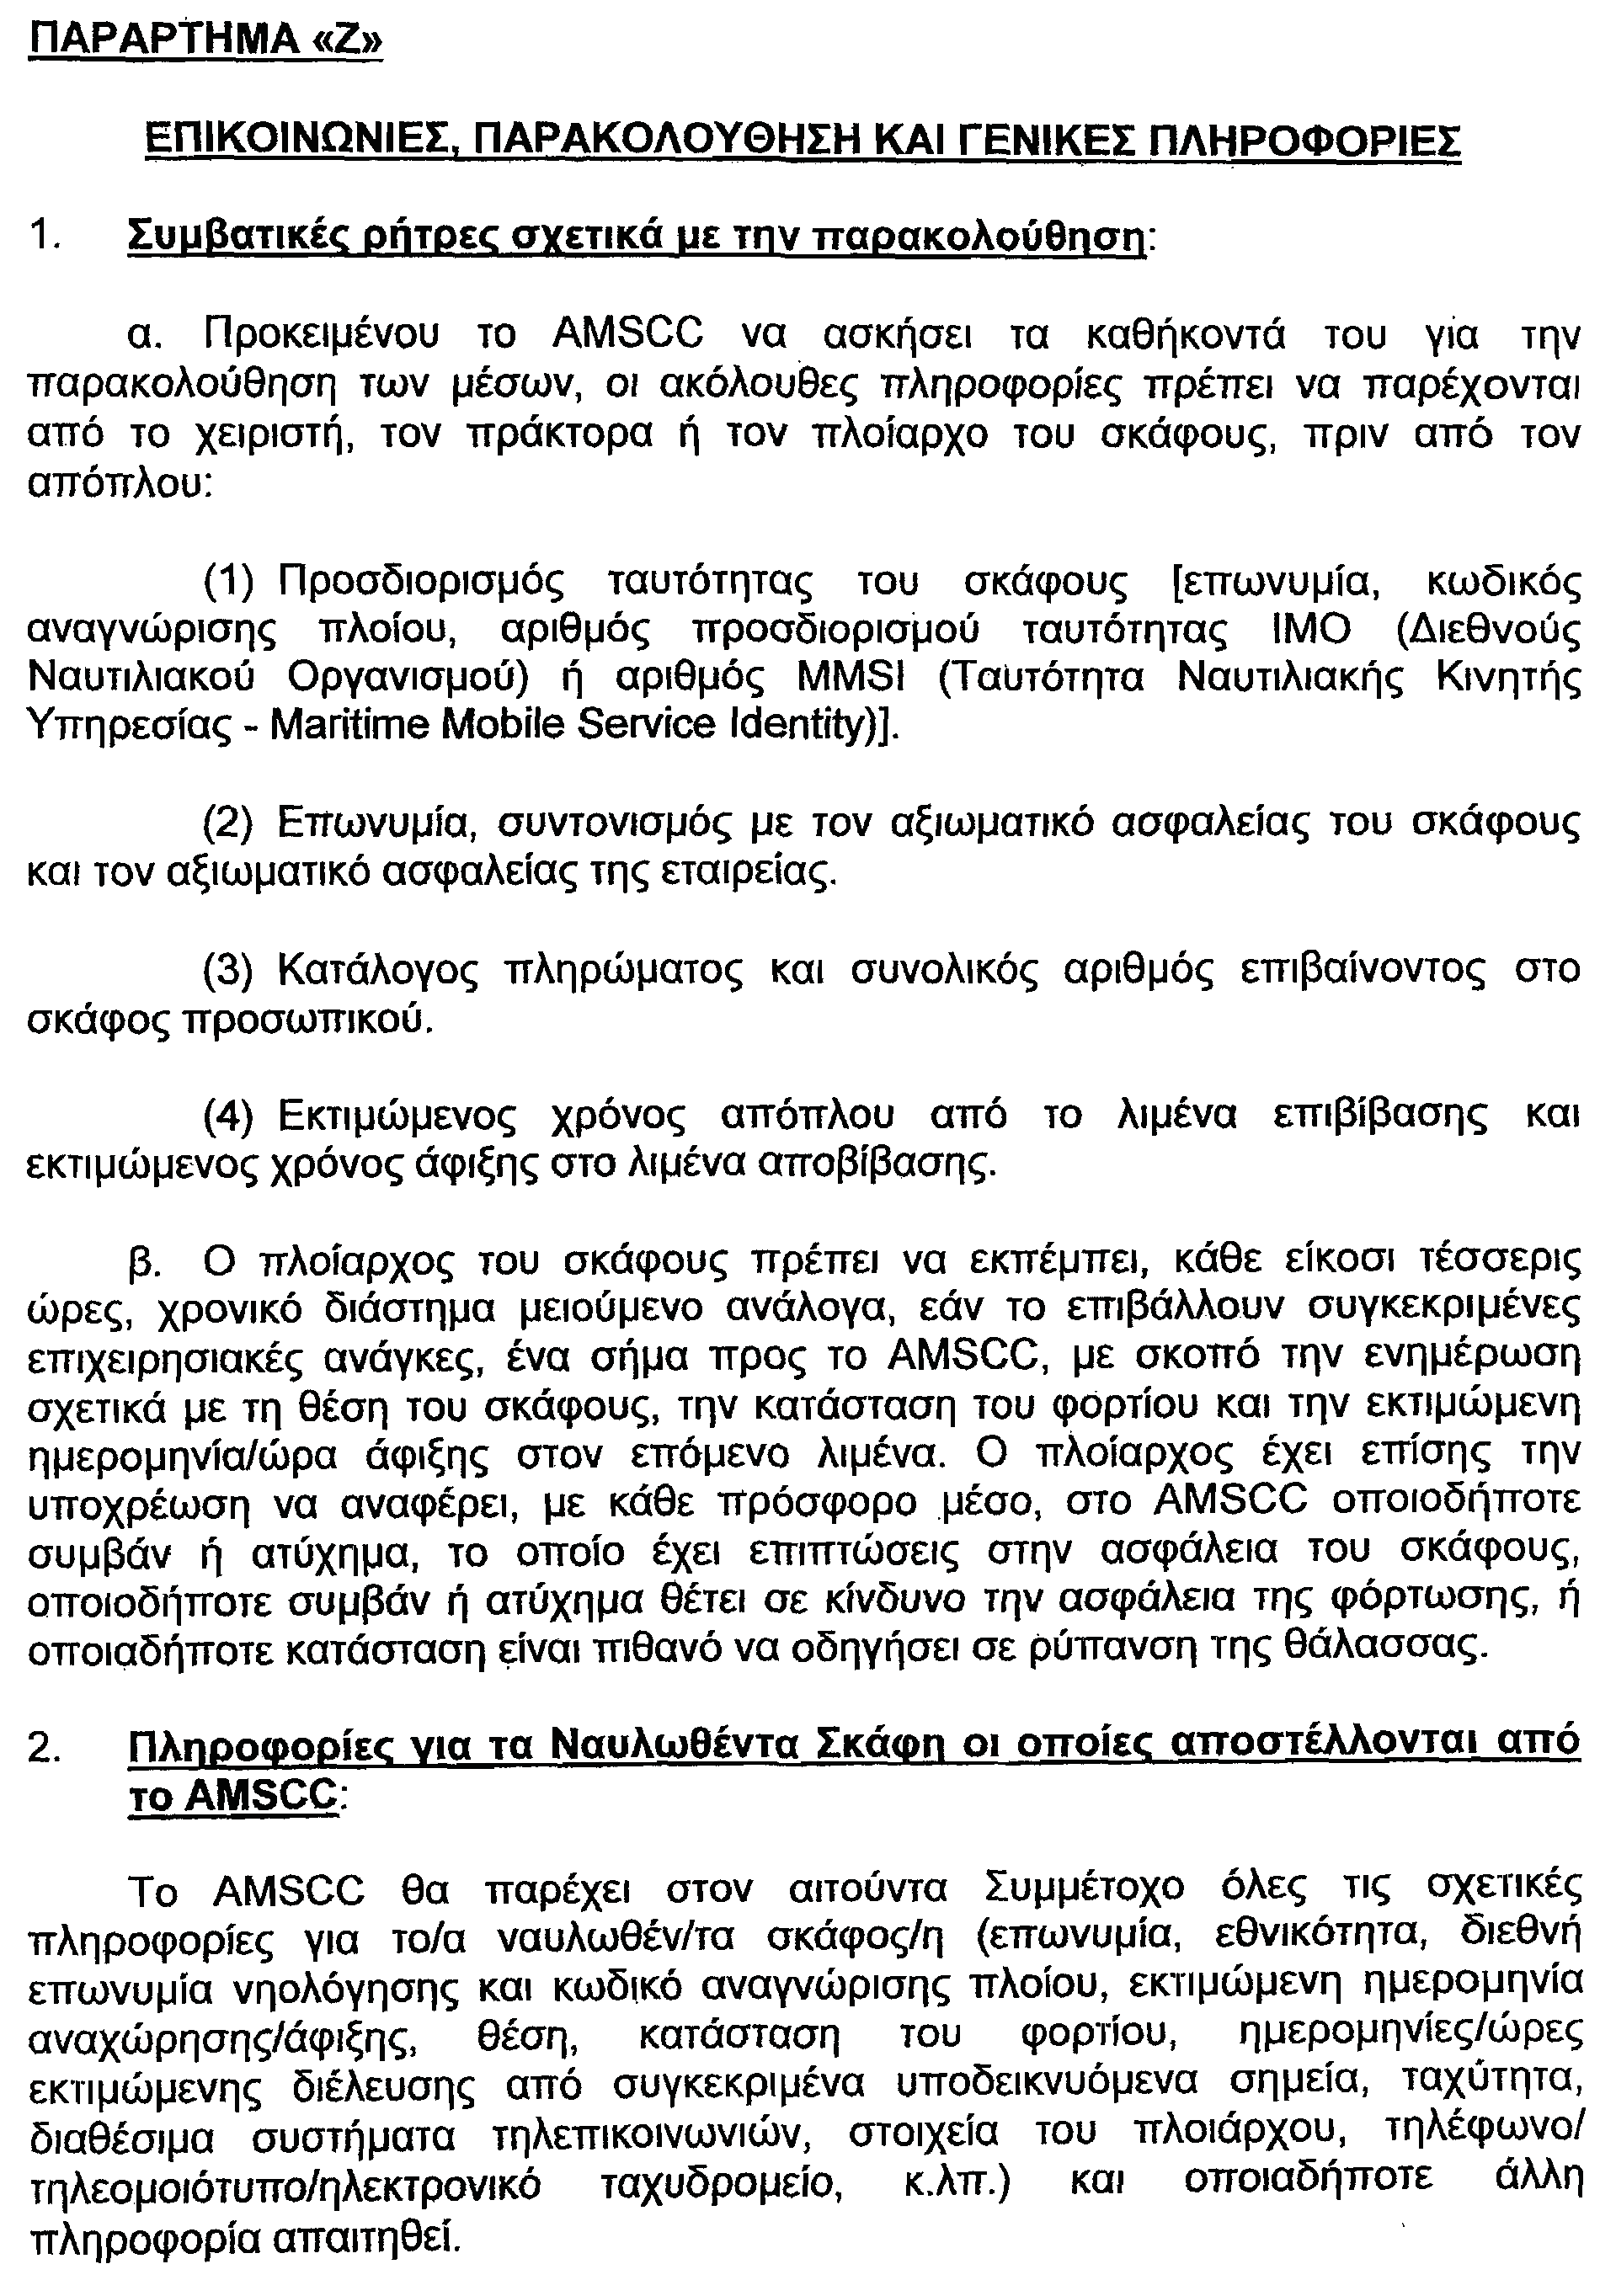 ΠΑΡΑΡΤΗΜΑ «Ζ»
ΕΠΙΚΟΙΝΩΝΙΕΣ, ΠΑΡΑΚΟΛΟΥΘΗΣΗ ΚΑΙ ΓΕΝΙΚΕΣ ΠΛΗΡΟΦΟΡΙΕΣ
1. Συμβατικές ρήτρες σχετικά με την παρακολούθηση:
α. Προκειμένου το AMSCC να ασκήσει τα καθήκοντά του για την
παρακολούθηση των μέσων, οι ακόλουθες πληροφορίες πρέπει να παρέχονται
από το χειριστή, τον πράκτορα ή τον πλοίαρχο του σκάφους, πριν από τον
απόπλου:
(1) Προσδιορισμός ταυτότητας του σκάφους [επωνυμία, κωδικός
αναγνώρισης πλοίου, αριθμός προσδιορισμού ταυτότητας ΙΜΟ (Διεθνούς
Ναυτιλιακού Οργανισμού) ή αριθμός MMSI (Ταυτότητα Ναυτιλιακής Κινητής
Υπηρεσίας - Maritime Mobile Service Identity)].
(2) Επωνυμία, συντονισμός με τον αξιωματικό ασφαλείας του σκάφους
και τον αξιωματικό ασφαλείας της εταιρείας.
(3) Κατάλογος πληρώματος και συνολικός αριθμός επιβαίνοντος στο
σκάφος προσωπικού.
(4) Εκτιμώμενος χρόνος απόπλου από το λιμένα επιβίβασης και
εκτιμώμενος χρόνος άφιξης στο λιμένα αποβίβασης.
β. Ο πλοίαρχος του σκάφους πρέπει να εκπέμπει, κάθε είκοσι τέσσερις
ώρες, χρονικό διάστημα μειούμενο ανάλογα, εάν το επιβάλλουν συγκεκριμένες
επιχειρησιακές ανάγκες, ένα σήμα προς το AMSCC, με σκοπό την ενημέρωση
σχετικά με τη θέση του σκάφους, την κατάσταση του φορτίου και την εκτιμώμενη
ημερομηνία/ώρα άφιξης στον επόμενο λιμένα. Ο πλοίαρχος έχει επίσης την
υποχρέωση να αναφέρει, με κάθε πρόσφορο μέσο, στο AMSCC οποιοδήποτε
συμβάν ή ατύχημα, το οποίο έχει επιπτώσεις στην ασφάλεια του σκάφους,
οποιοδήποτε συμβάν ή ατύχημα θέτει σε κίνδυνο την ασφάλεια της φόρτωσης, ή
οποιαδήποτε κατάσταση είναι πιθανό να οδηγήσει σε ρύπανση της θάλασσας.
2. Πληροφορίες για τα Ναυλωθέντα Σκάφη οι οποίες αποστέλλονται από
το AMSCC:
Το AMSCC θα παρέχει στον αιτούντα Συμμέτοχο όλες τις σχετικές
πληροφορίες για το/α ναυλωθέν/τα σκάφος/η (επωνυμία, εθνικότητα, διεθνή
επωνυμία νηολόγησης και κωδικό αναγνώρισης πλοίου, εκτιμώμενη ημερομηνία
αναχώρησης/άφιξης, θέση, κατάσταση του φορτίου, ημερομηνίες/ώρες
εκτιμώμενης διέλευσης από συγκεκριμένα υποδεικνυόμενα σημεία, ταχύτητα,
διαθέσιμα συστήματα τηλεπικοινωνιών, στοιχεία του πλοιάρχου, τηλέφωνο/
τηλεομοιότυπο/ηλεκτρονικό ταχυδρομείο, κ.λπ.) και οποιαδήποτε άλλη
πληροφορία απαιτηθεί.